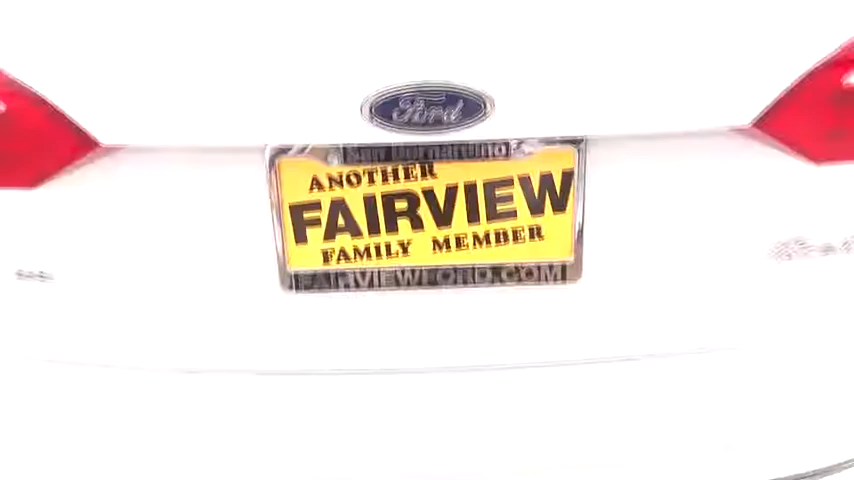 Ford
SAN BERNARDINO
ANOTHER
FAIRVIEW
FAMILY MEMBER
FAIRVIEWFORD.COM